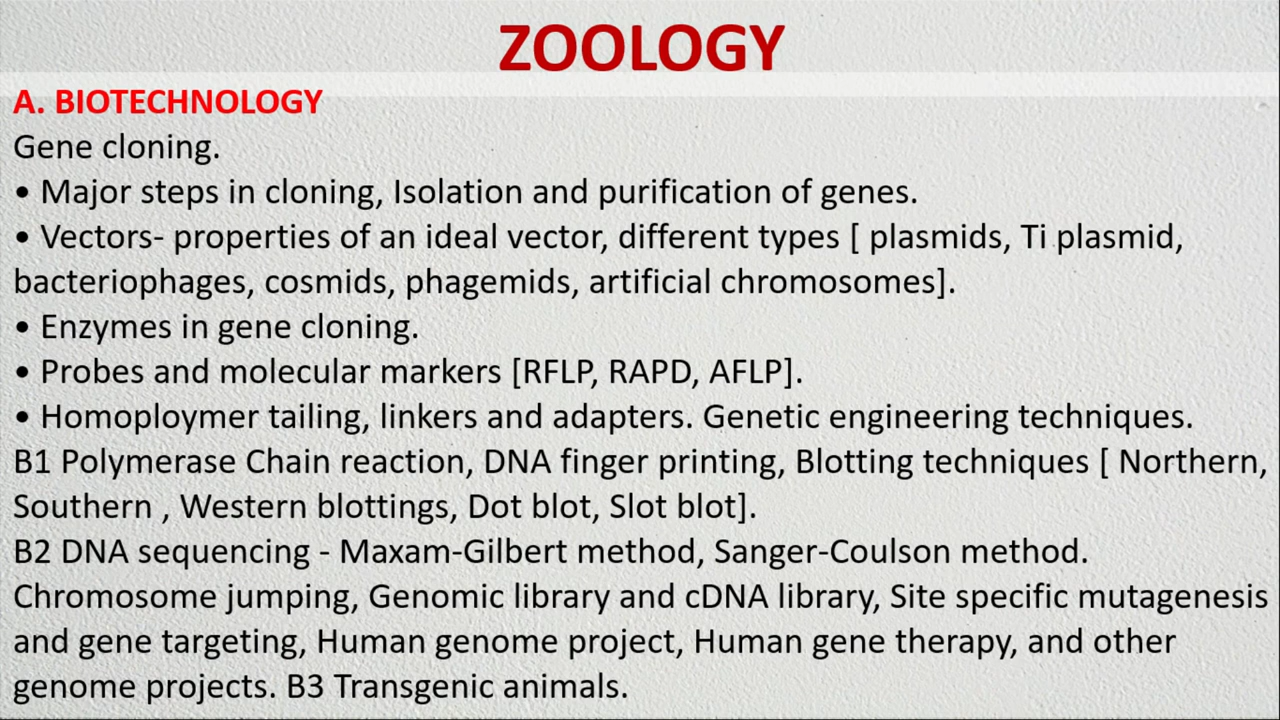 ZOOLOGY
A. BIOTECHNOLOGY
Gene cloning.
• Major steps in cloning, Isolation and purification of genes.
• Vectors- properties of an ideal vector, different types [ plasmids, Ti plasmid,
bacteriophages, cosmids, phagemids, artificial chromosomes].
• Enzymes in gene cloning.
• Probes and molecular markers [RFLP, RAPD, AFLP].
• Homoploymer tailing, linkers and adapters. Genetic engineering techniques.
B1 Polymerase Chain reaction, DNA finger printing, Blotting techniques [ Northern,
Southern , Western blottings, Dot blot, Slot blot].
B2 DNA sequencing - Maxam-Gilbert method, Sanger-Coulson method.
Chromosome jumping, Genomic library and cDNA library, Site specific mutagenesis
and gene targeting, Human genome project, Human gene therapy, and other
genome projects. B3 Transgenic animals.